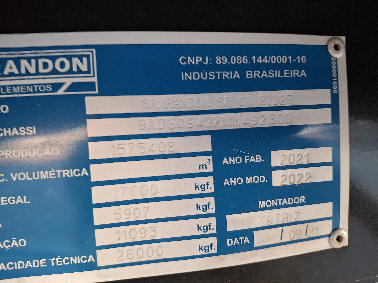 RANDON
ELEMENTOS
CNPJ: 89.086.144/0001-16
INDÚSTRIA BRASILEIRA
CHASSI
PRODUÇÃO 1575408
C. VOLUMÉTRICA m³ ANO FAB. 2021
EGAL 17000 kgf. ANO MOD. 2022
5907 kgf. MONTADOR
AÇÃO 11093 kgf. MATRIZ
ACIDADE TÉCNICA 26000 kgf. DATA / 09/21